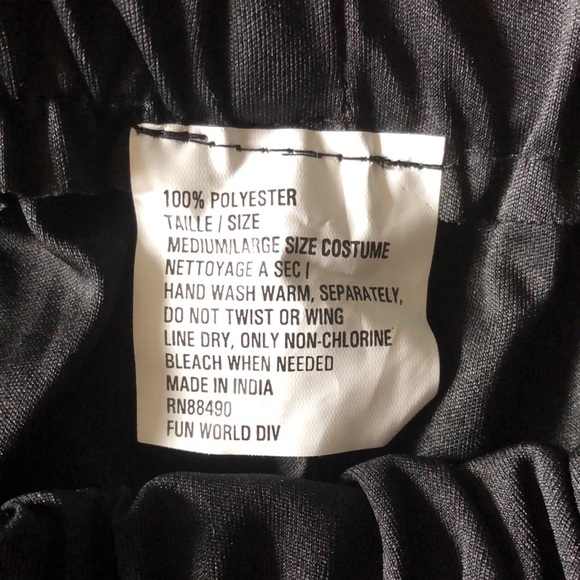 100% POLYESTER
TAILLE / SIZE
MEDIUM/LARGE SIZE COSTUME
NETTOYAGE A SEC |
HAND WASH WARM, SEPARATELY,
DO NOT TWIST OR WING
LINE DRY, ONLY NON-CHLORINE
BLEACH WHEN NEEDED
MADE IN INDIA
RN88490
FUN WORLD DIV